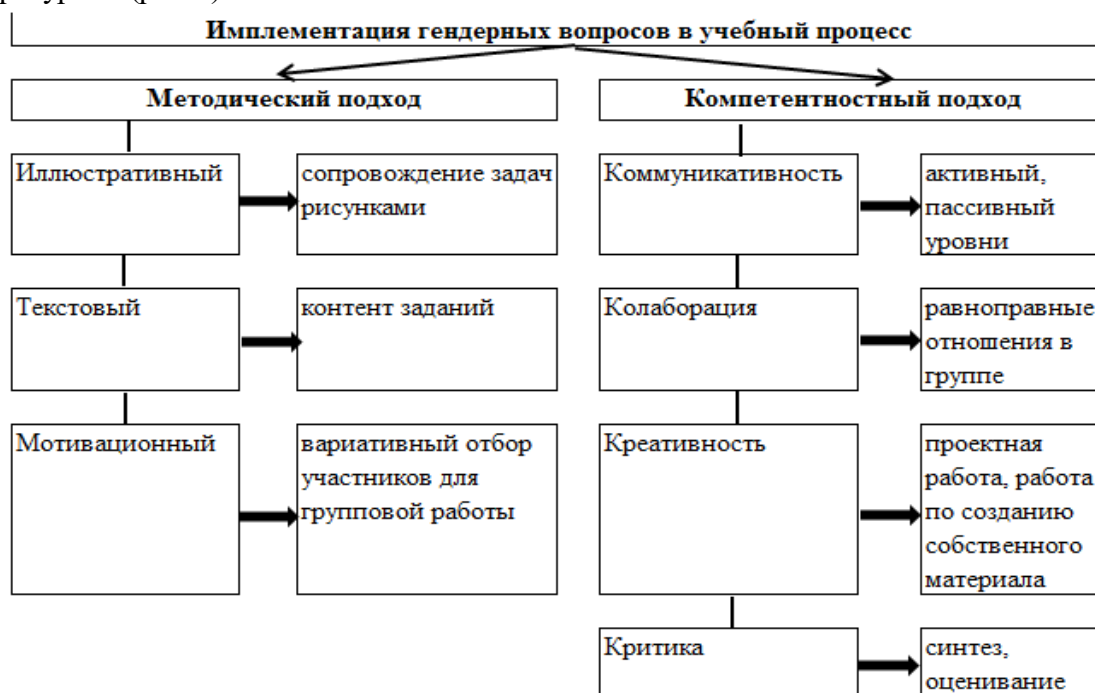 Имплементация гендерных вопросов в учебный процесс
Методический подход
Компетентностный подход
Иллюстративный
сопровождение задач
рисунками
Коммуникативность
активный,
пассивный
уровни
Текстовый
контент заданий
Колаборация
равноправные
отношения в
группе
Мотивационный
вариативный отбор
участников для
групповой работы
Креативность
проектная
работа, работа
по созданию
собственного
материала
Критика
синтез,
оценивание